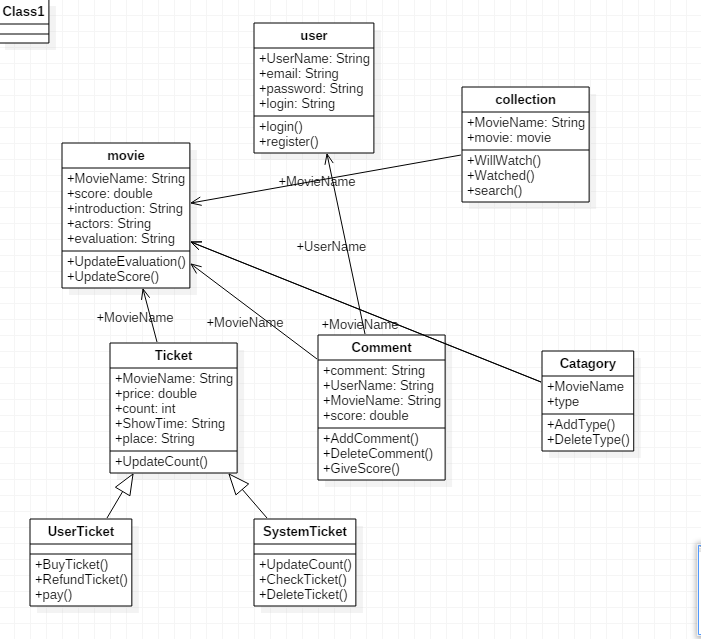 Class1
user
+UserName: String
+email: String
+password: String
+login: String
+login()
+register()
collection
+MovieName: String
+movie: movie
+WillWatch()
+Watched()
+search()
movie
+MovieName: String
+score: double
+introduction: String
+actors: String
+evaluation: String
+UpdateEvaluation()
+UpdateScore()
+MovieName
+UserName
+MovieName
+MovieName
+MovieName
Ticket
+MovieName: String
+price: double
+count: int
+ShowTime: String
+place: String
+UpdateCount()
Comment
+comment: String
+UserName: String
+MovieName: String
+score: double
+AddComment()
+DeleteComment()
+GiveScore()
Catagory
+MovieName
+type
+AddType()
+DeleteType()
UserTicket
+BuyTicket()
+RefundTicket()
+pay()
SystemTicket
+UpdateCount()
+CheckTicket()
+DeleteTicket()